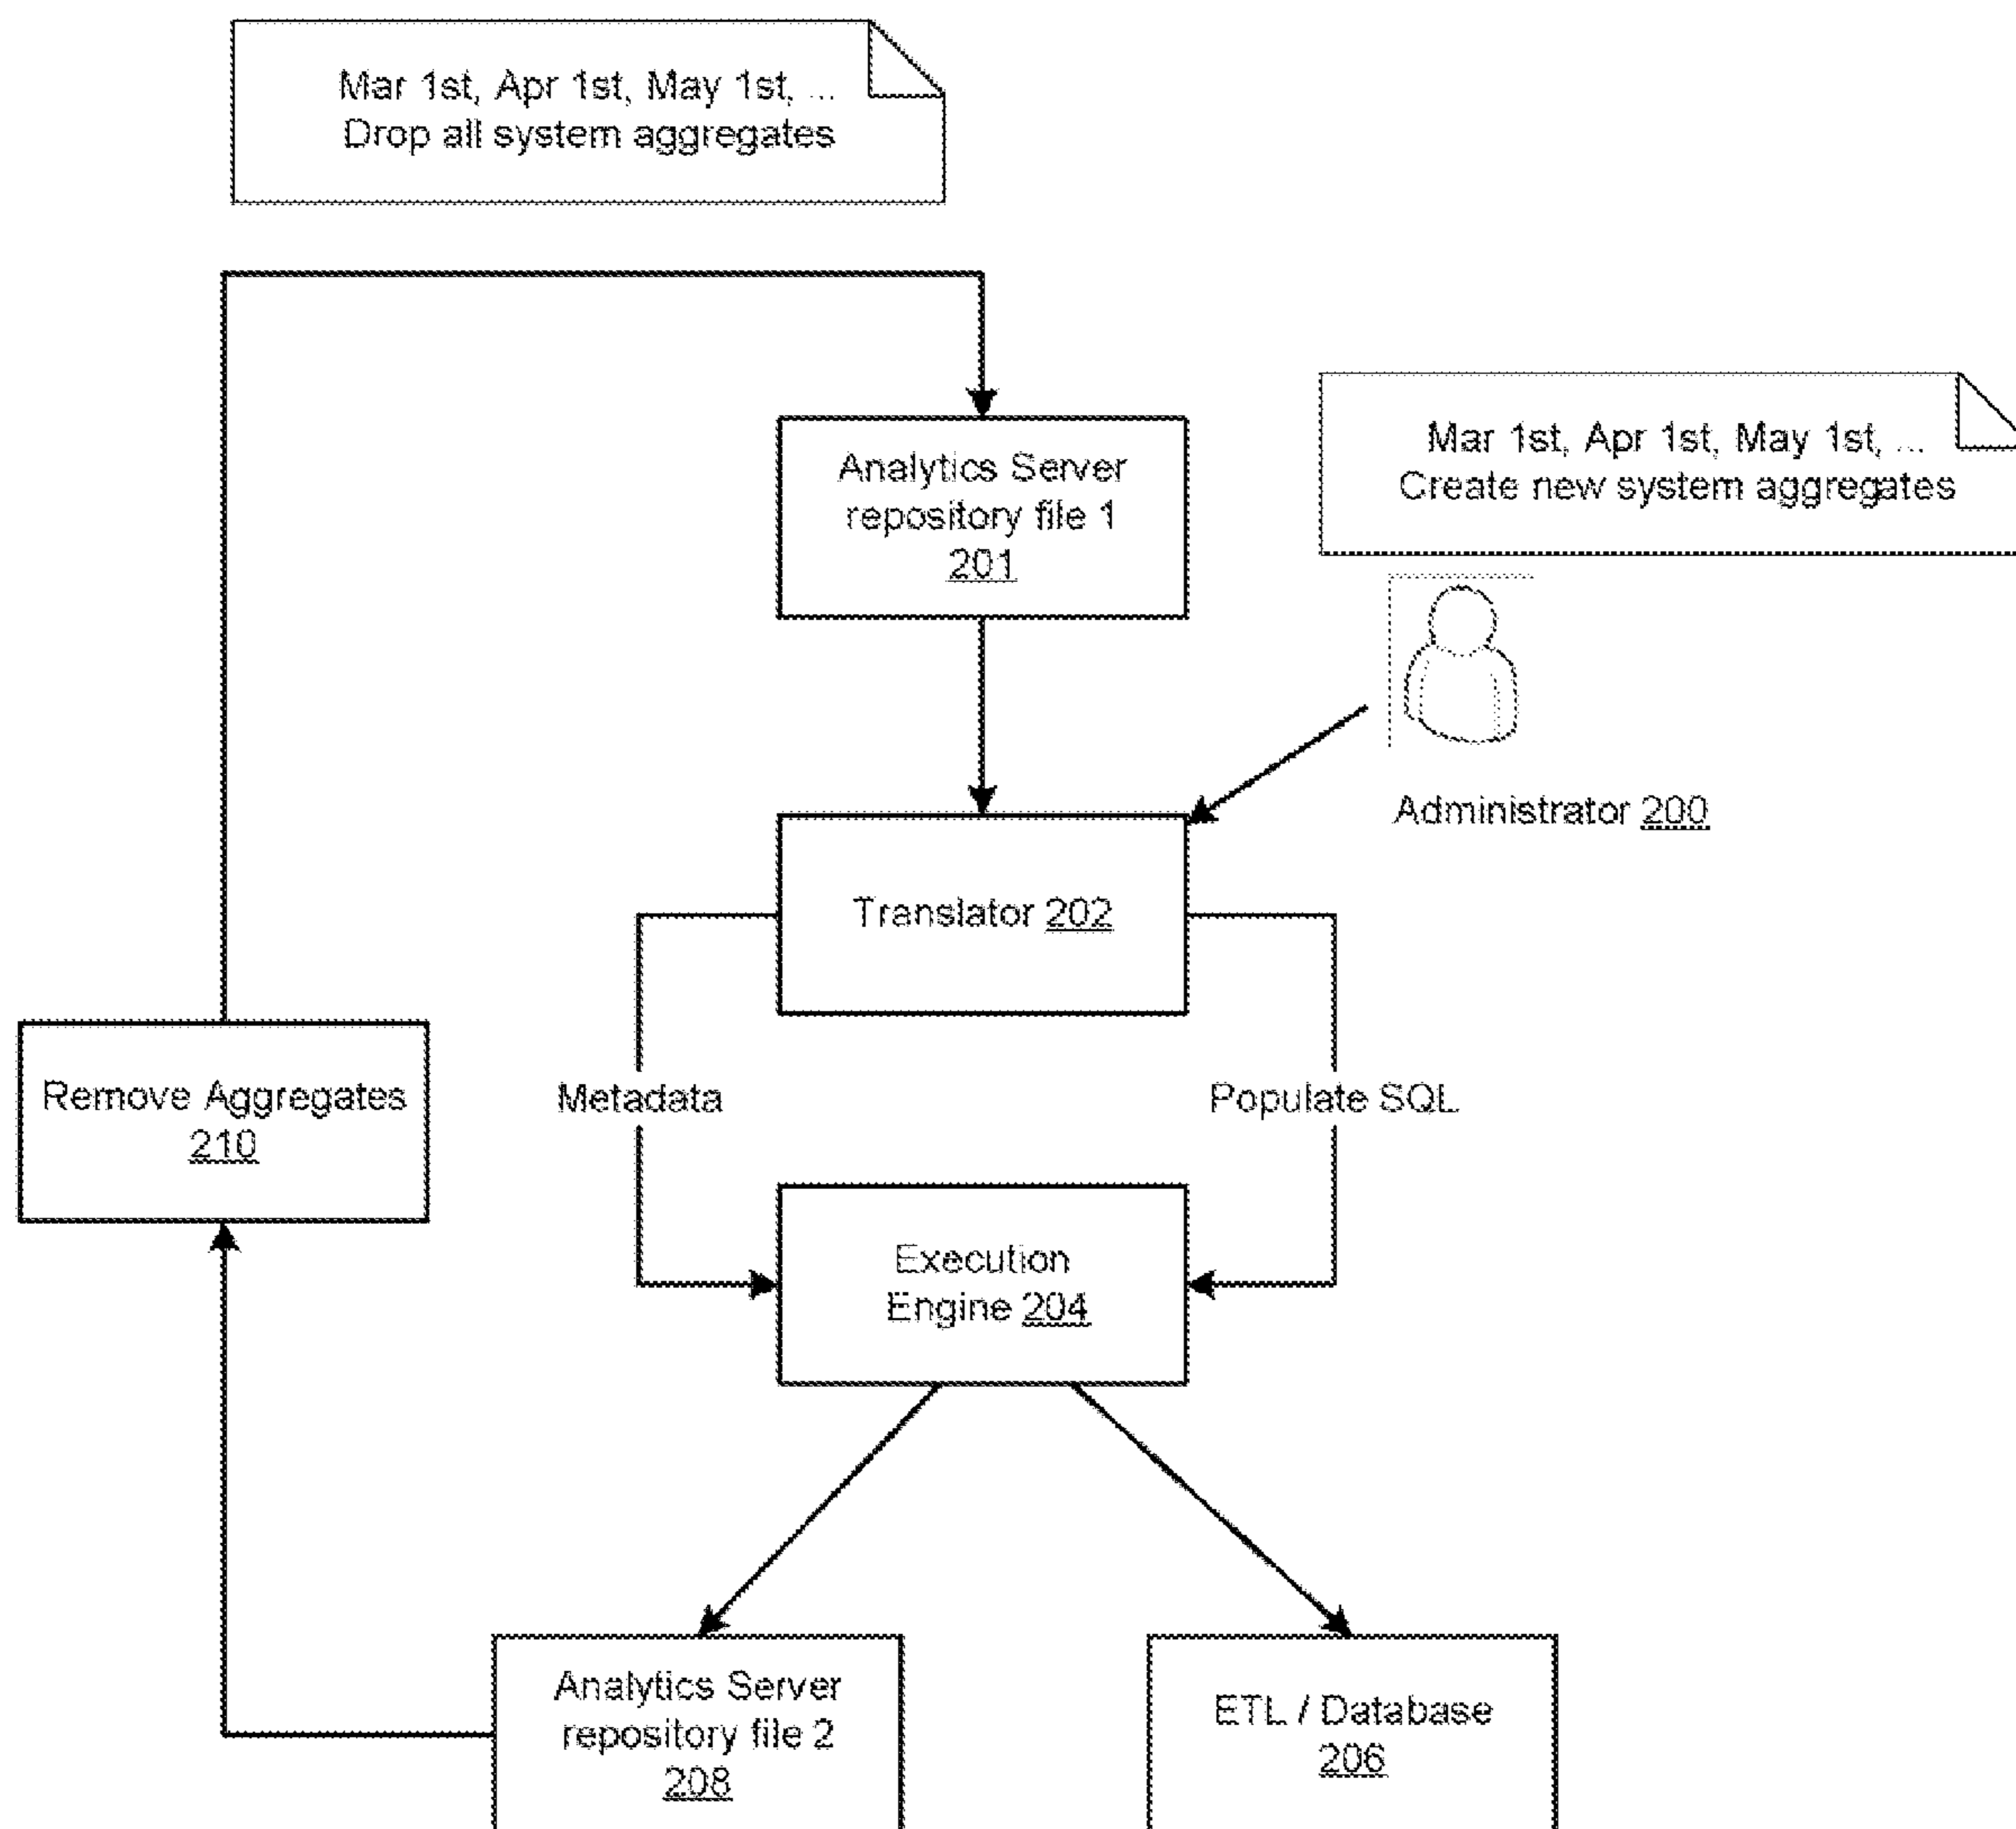 Mar 1st, Apr 1st, May 1st, ...
Drop all system aggregates
Analytics Server
repository file 1
201
Mar 1st, Apr 1st, May 1st, ...
Create new system aggregates
Administrator 200
Translator 202
Remove Aggregates
210
Metadata
Populate SQL
Execution
Engine 204
Analytics Server
repository file 2
208
ETL / Database
206